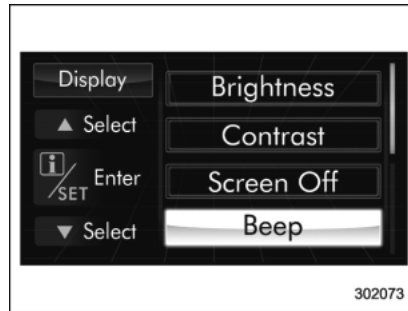 Display
▲ Select
i/SET Enter
▼ Select
Brightness
Contrast
Screen Off
Beep
302073